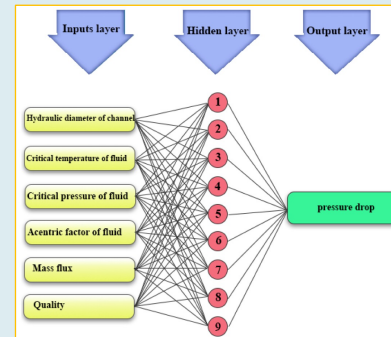 Inputs layer
Hidden layer
Output layer
Hydraulic diameter of channel
Critical temperature of fluid
Critical pressure of fluid
Acentric factor of fluid
Mass flux
Quality
1
2
3
4
5
6
7
8
9
pressure drop